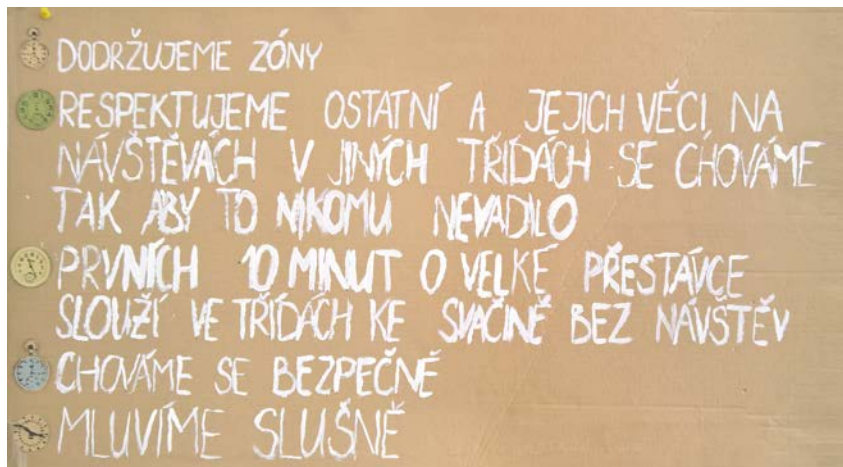 DODRŽUJEME ZÓNY
RESPEKTUJEME OSTATNÍ A JEJICH VĚCI NA
NÁVŠTĚVÁCH V JINÝCH TŘÍDÁCH SE CHOVÁME
TAK ABY TO NIKOMU NEVADILO
PRVNÍCH 10 MINUT O VELKÉ PŘESTÁVCE
SLOUŽÍ VE TŘÍDÁCH KE SVAČINĚ BEZ NÁVŠTĚV
CHOVÁME SE BEZPEČNĚ
MLUVÍME SLUŠNĚ